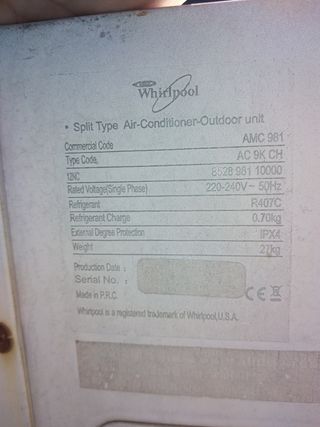 Whirlpool
• Split Type Air-Conditioner-Outdoor unit
Commercial Code AMC 981
Type Code, AC 9K CH
12NC 8528 981 10000
Rated Voltage(Single Phase) 220-240V~ 50Hz
Refrigerant R407C
Refrigerant Charge 0.70kg
External Degree Protection IPX4
Weight 27kg
Production Date :
Serial No. :
Made in P.R.C. CE
Whirlpool is a registered trademark of Whirlpool,U.S.A.